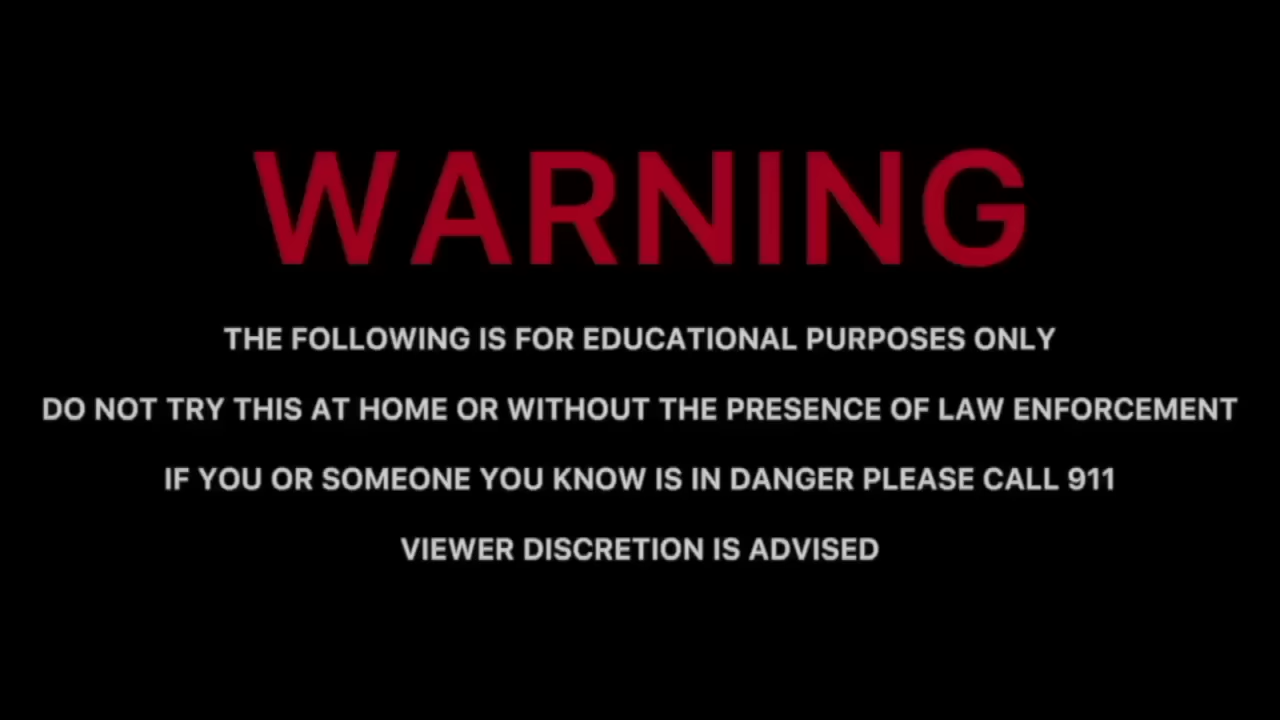 WARNING
THE FOLLOWING IS FOR EDUCATIONAL PURPOSES ONLY
DO NOT TRY THIS AT HOME OR WITHOUT THE PRESENCE OF LAW ENFORCEMENT
IF YOU OR SOMEONE YOU KNOW IS IN DANGER PLEASE CALL 911
VIEWER DISCRETION IS ADVISED